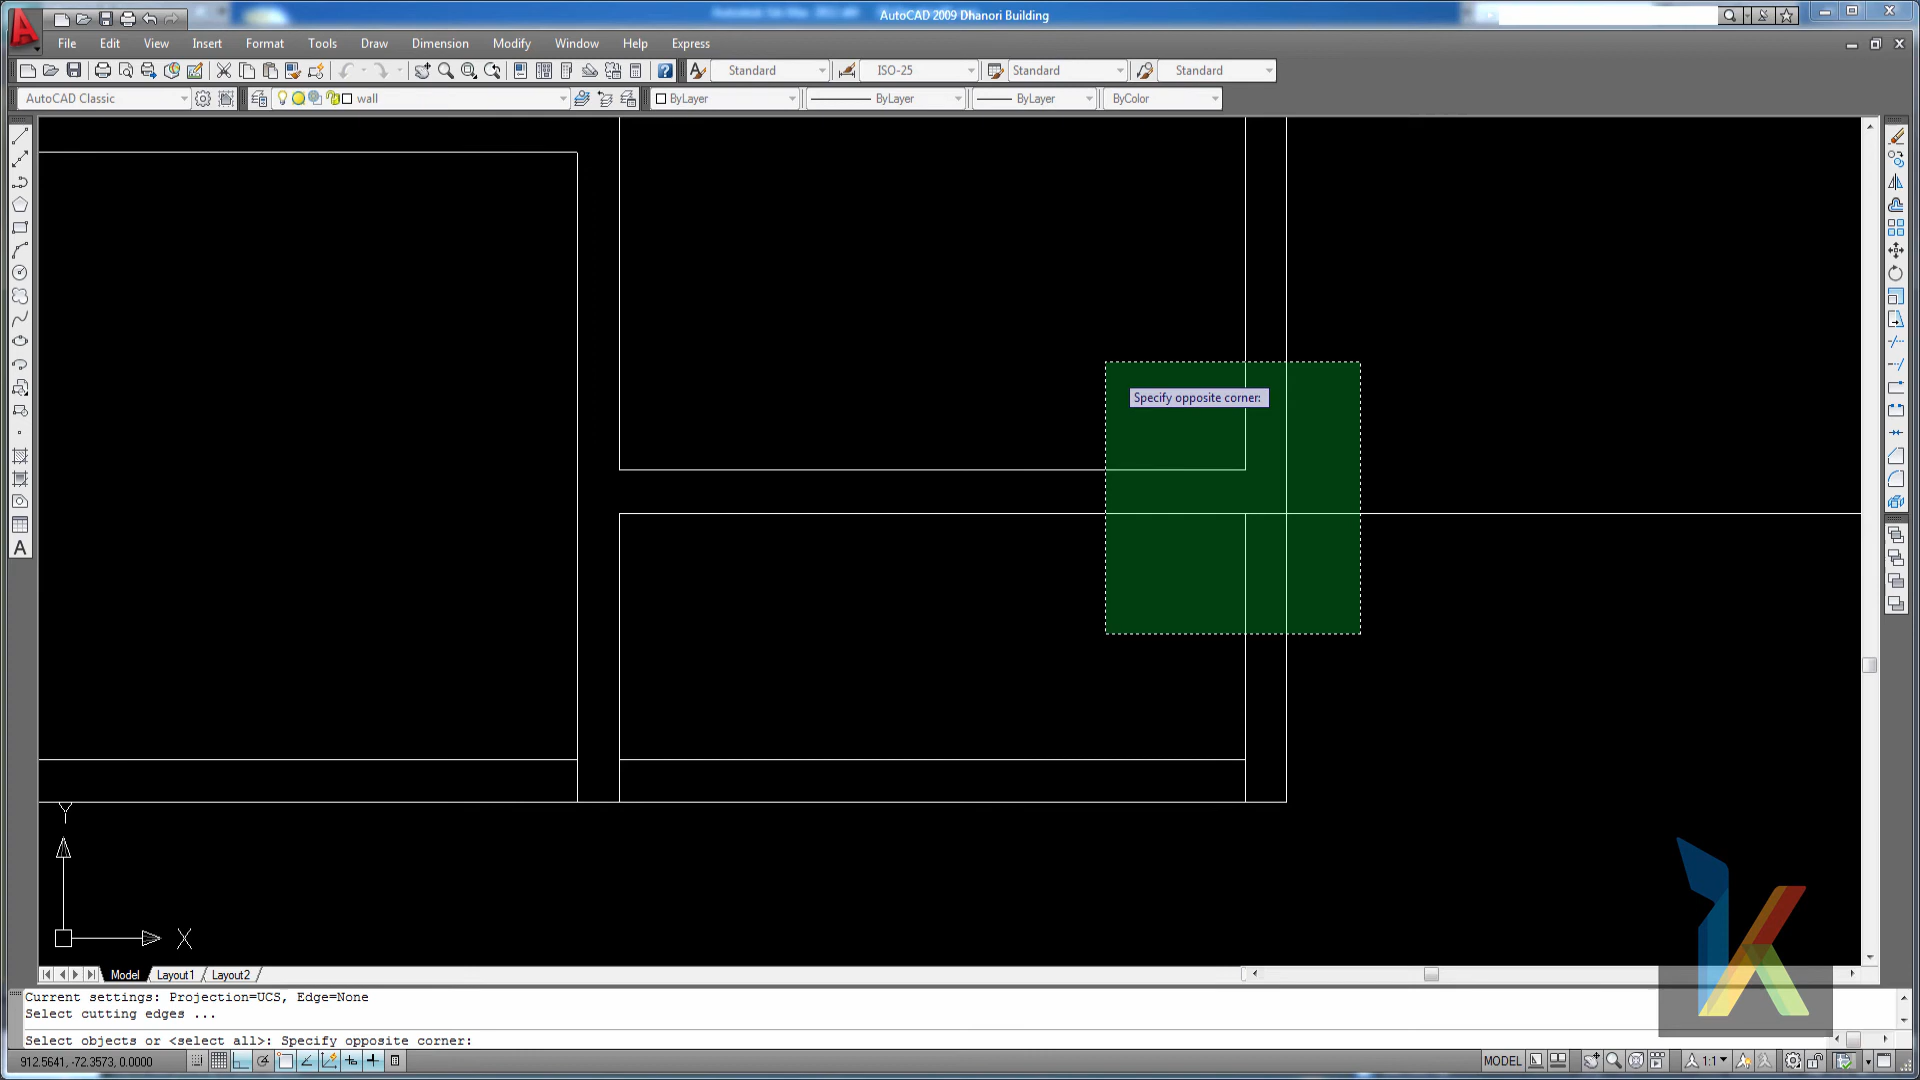 AutoCAD 2009 Dhanori Building
File Edit View Insert Format Tools Draw Dimension Modify Window Help Express
Standard ISO-25 Standard Standard
AutoCAD Classic wall ByLayer ByLayer ByLayer ByColor
Specify opposite corner:
Y
X
Model Layout1 Layout2
Current settings: Projection=UCS, Edge=None
Select cutting edges ...
Select objects or <select all>: Specify opposite corner:
912.5641, -72.3573, 0.0000 MODEL 1:1